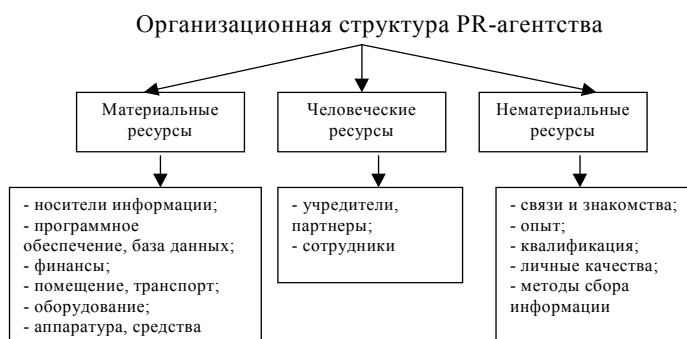 Организационная структура PR-агентства
Материальные
ресурсы
Человеческие
ресурсы
Нематериальные
ресурсы
- носители информации;
- программное
обеспечение, база данных;
- финансы;
- помещение, транспорт;
- оборудование;
- аппаратура, средства
- учредители,
партнеры;
- сотрудники
- связи и знакомства;
- опыт;
- квалификация;
- личные качества;
- методы сбора
информации